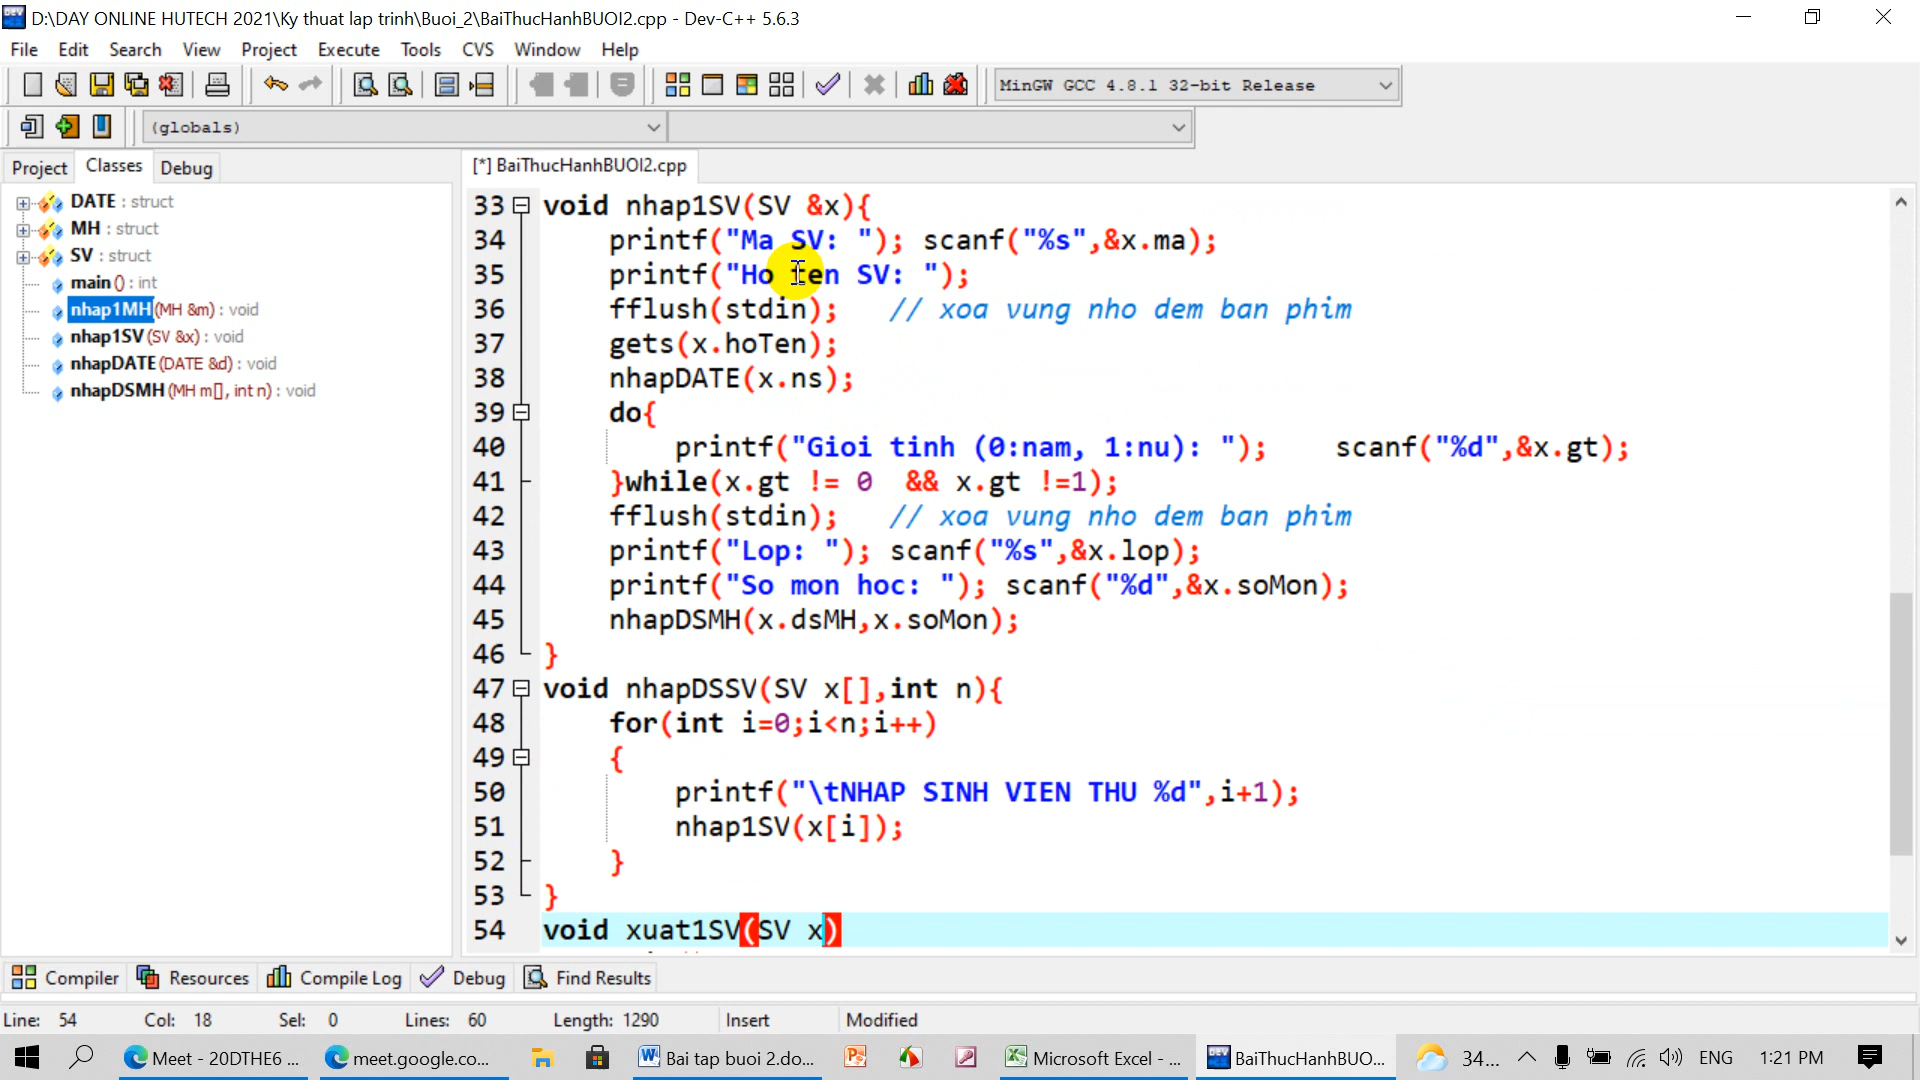 D:\DAY ONLINE HUTECH 2021\Ky thuat lap trinh\Buoi_2\BaiThucHanhBUOI2.cpp - Dev-C++ 5.6.3
File Edit Search View Project Execute Tools CVS Window Help
MinGW GCC 4.8.1 32-bit Release
(globals)
Project Classes Debug
[*] BaiThucHanhBUOI2.cpp
DATE : struct
MH : struct
SV : struct
main () : int
nhap1MH (MH &m) : void
nhap1SV (SV &x) : void
nhapDATE (DATE &d) : void
nhapDSMH (MH m[], int n) : void
33 void nhap1SV(SV &x){
34 printf("Ma SV: "); scanf("%s",&x.ma);
35 printf("Ho ten SV: ");
36 fflush(stdin); // xoa vung nho dem ban phim
37 gets(x.hoTen);
38 nhapDATE(x.ns);
39 do{
40 printf("Gioi tinh (0:nam, 1:nu): "); scanf("%d",&x.gt);
41 }while(x.gt != 0 && x.gt !=1);
42 fflush(stdin); // xoa vung nho dem ban phim
43 printf("Lop: "); scanf("%s",&x.lop);
44 printf("So mon hoc: "); scanf("%d",&x.soMon);
45 nhapDSMH(x.dsMH,x.soMon);
46 }
47 void nhapDSSV(SV x[],int n){
48 for(int i=0;i<n;i++)
49 {
50 printf("\tNHAP SINH VIEN THU %d",i+1);
51 nhap1SV(x[i]);
52 }
53 }
54 void xuat1SV(SV x)
Compiler Resources Compile Log Debug Find Results
Line: 54 Col: 18 Sel: 0 Lines: 60 Length: 1290 Insert Modified
Meet - 20DTHE6 ... meet.google.co... Bai tap buoi 2.do... Microsoft Excel - ... BaiThucHanhBUO... 34... ENG 1:21 PM